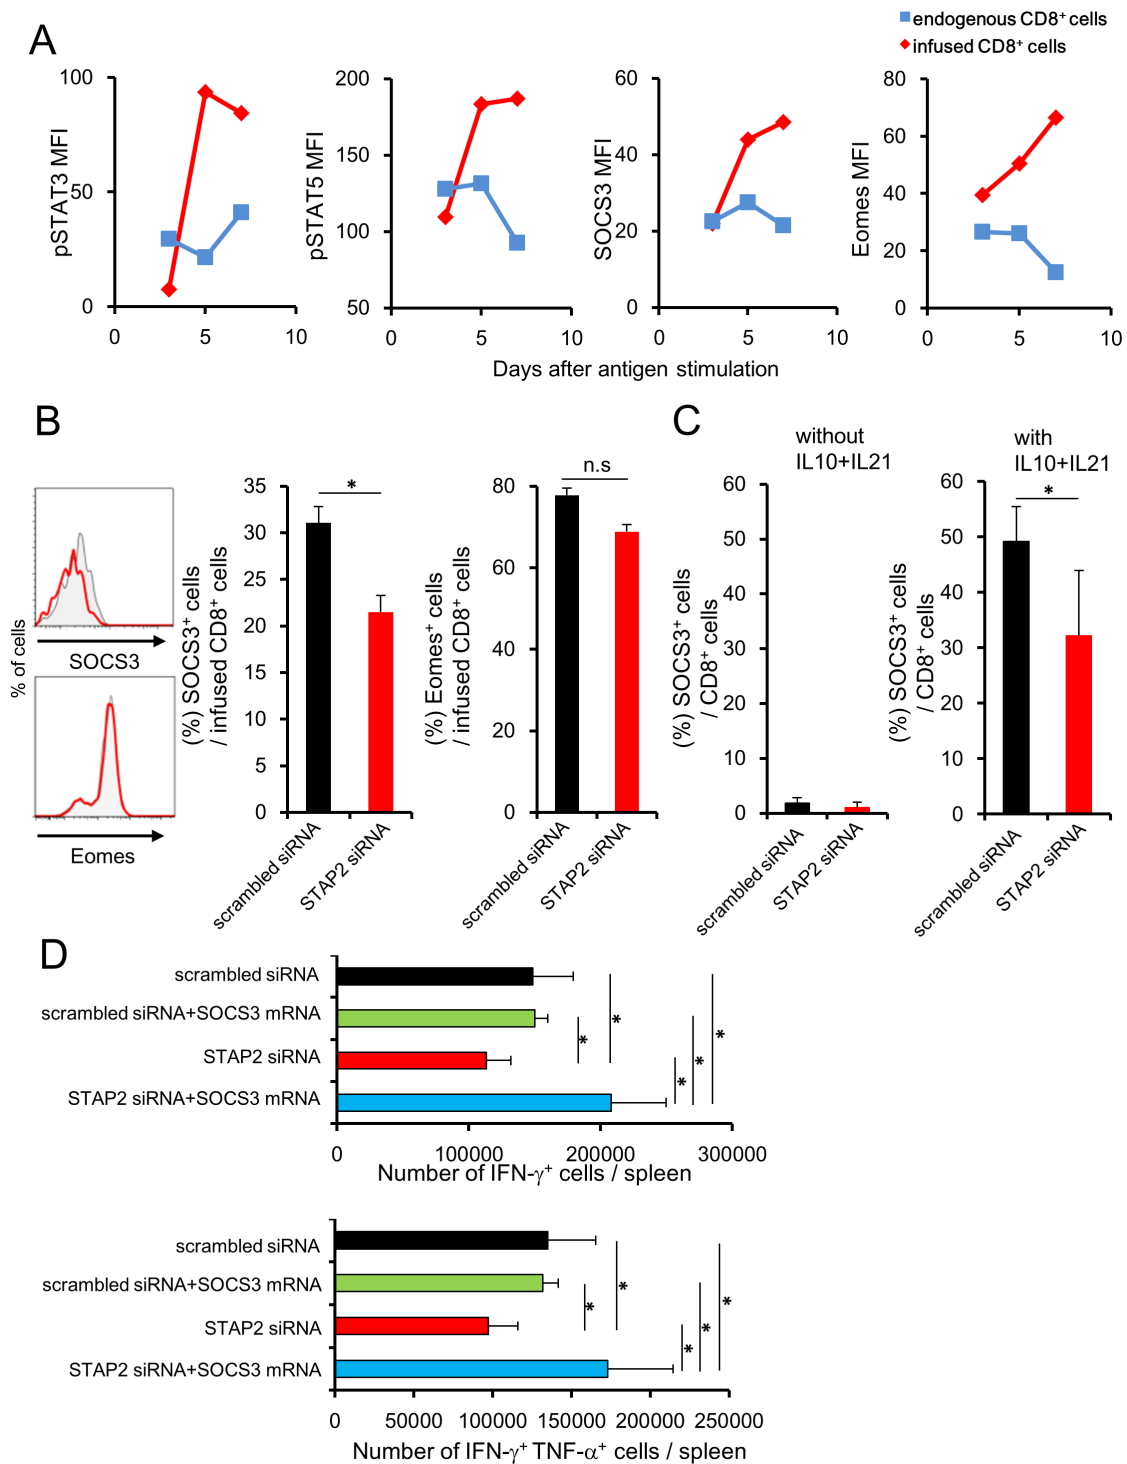 endogenous CD8⁺ cells
infused CD8⁺ cells
A
100
50
0
pSTAT3 MFI
0 5 10
200
150
100
50
pSTAT5 MFI
0 5 10
60
40
20
0
SOCS3 MFI
0 5 10
80
60
40
20
0
Eomes MFI
0 5 10
Days after antigen stimulation
B
% of cells
SOCS3
Eomes
(%) SOCS3⁺ cells
/ infused CD8⁺ cells
35
30
25
20
15
10
5
0
*
scrambled siRNA
STAP2 siRNA
(%) Eomes⁺ cells
/ infused CD8⁺ cells
80
60
40
20
0
n.s
scrambled siRNA
STAP2 siRNA
C
without
IL10+IL21
(%) SOCS3⁺ cells
/ CD8⁺ cells
60
50
40
30
20
10
0
scrambled siRNA
STAP2 siRNA
with
IL10+IL21
(%) SOCS3⁺ cells
/ CD8⁺ cells
60
50
40
30
20
10
0
*
scrambled siRNA
STAP2 siRNA
D
scrambled siRNA
scrambled siRNA+SOCS3 mRNA
STAP2 siRNA
STAP2 siRNA+SOCS3 mRNA
* * * * *
0 100000 200000 300000
Number of IFN-γ⁺ cells / spleen
scrambled siRNA
scrambled siRNA+SOCS3 mRNA
STAP2 siRNA
STAP2 siRNA+SOCS3 mRNA
* * * * *
0 50000 100000 150000 200000 250000
Number of IFN-γ⁺ TNF-α⁺ cells / spleen